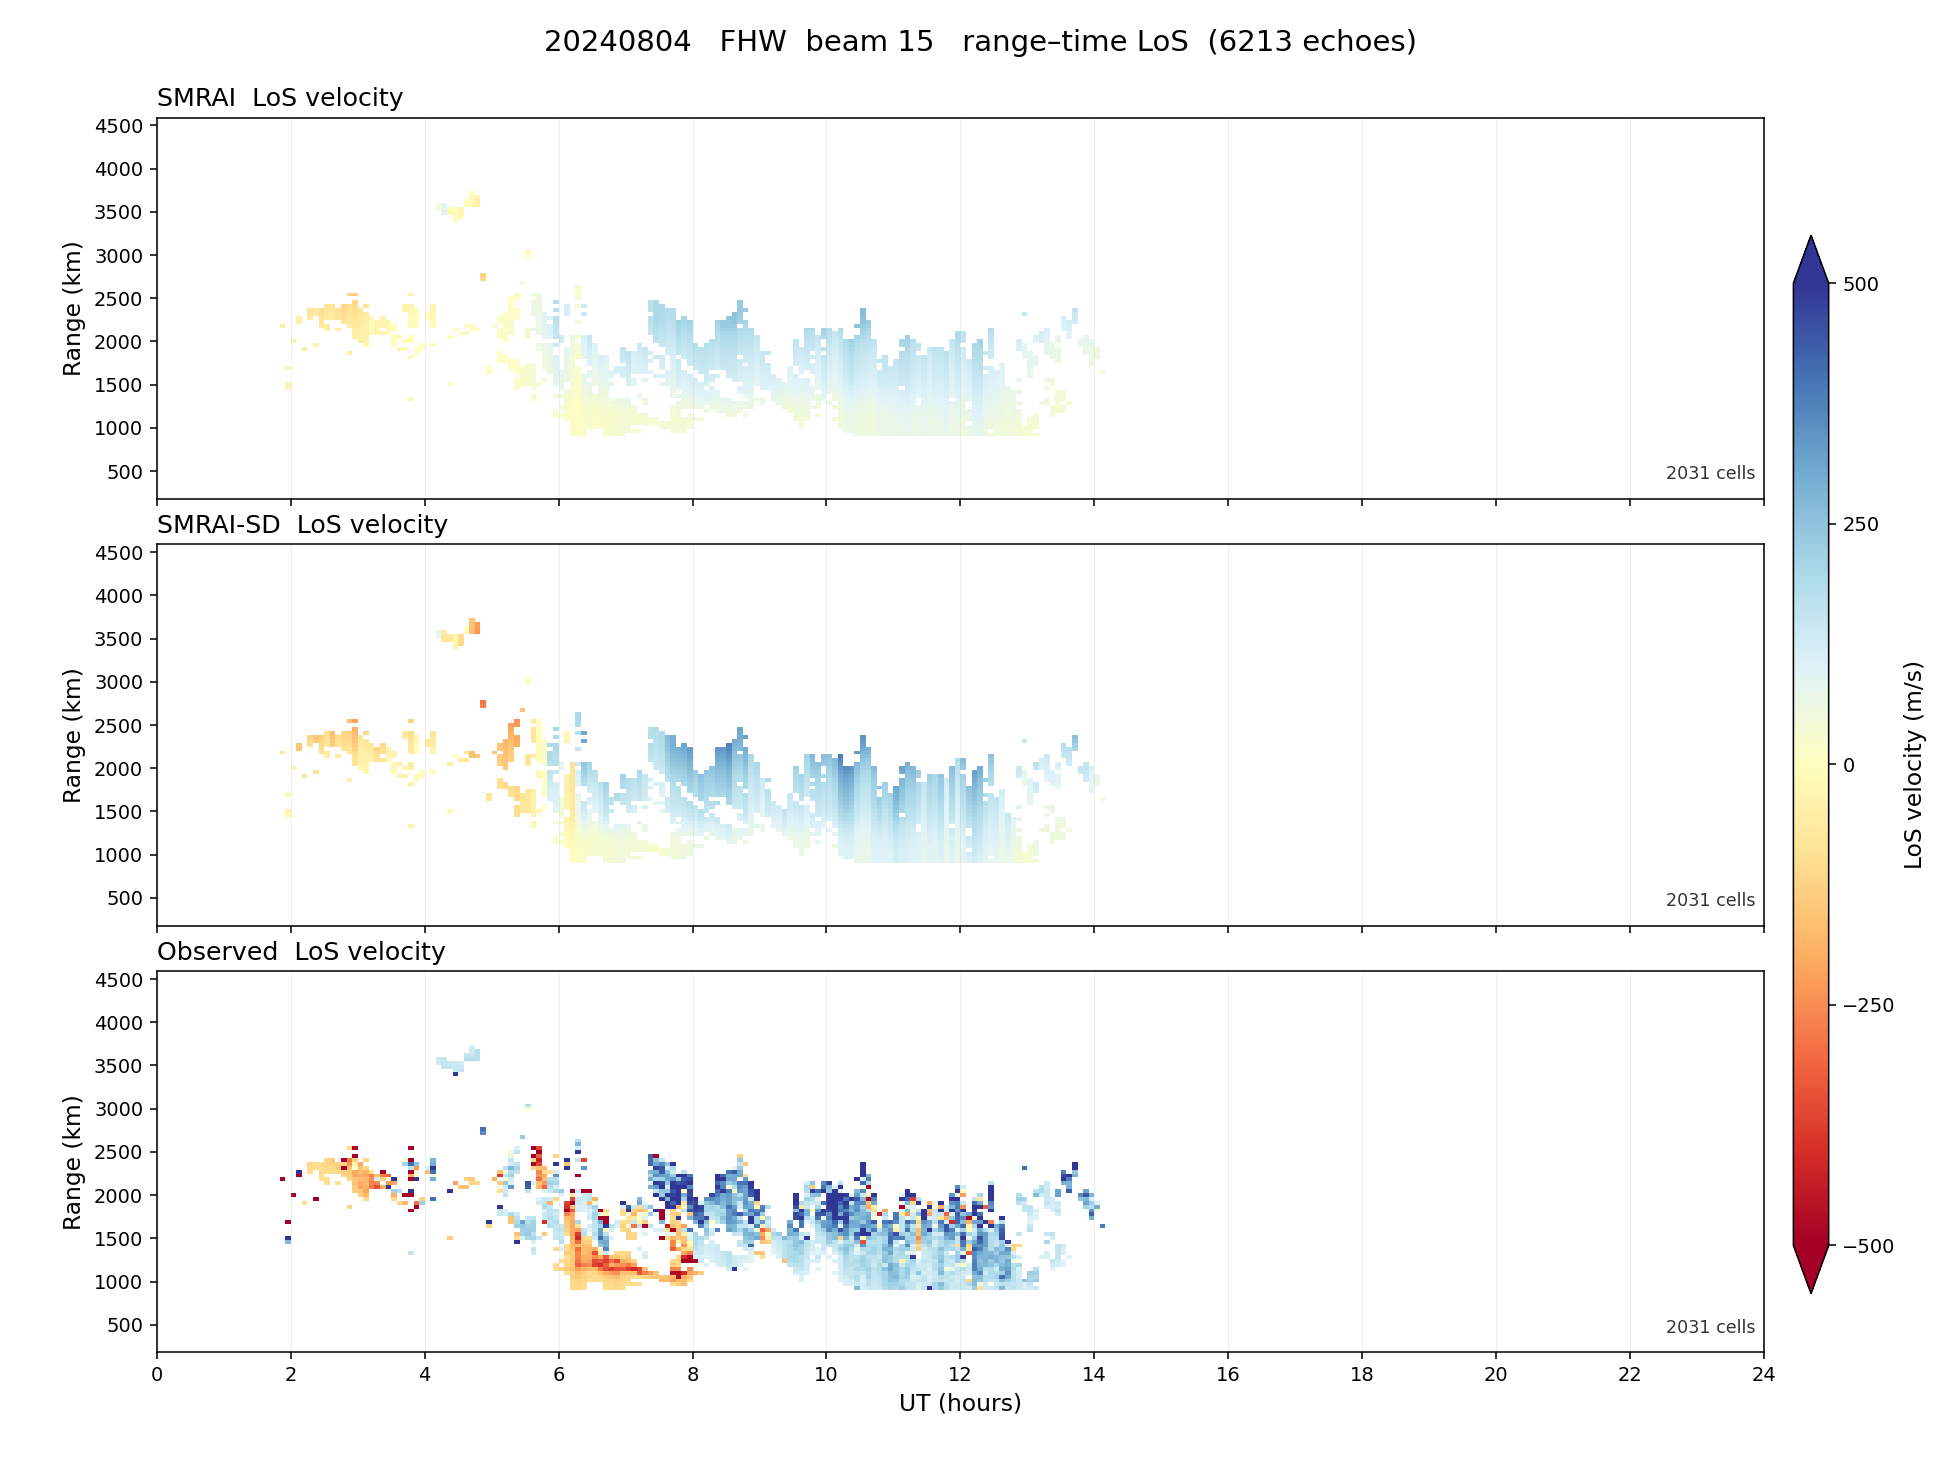 20240804   FHW  beam 15   range–time LoS  (6213 echoes)
SMRAI  LoS velocity
4500
4000
3500
3000
2500
2000
1500
1000
500
Range (km)
2031 cells
SMRAI-SD  LoS velocity
4500
4000
3500
3000
2500
2000
1500
1000
500
Range (km)
2031 cells
Observed  LoS velocity
4500
4000
3500
3000
2500
2000
1500
1000
500
Range (km)
2031 cells
0 2 4 6 8 10 12 14 16 18 20 22 24
UT (hours)
500
250
0
−250
−500
LoS velocity (m/s)